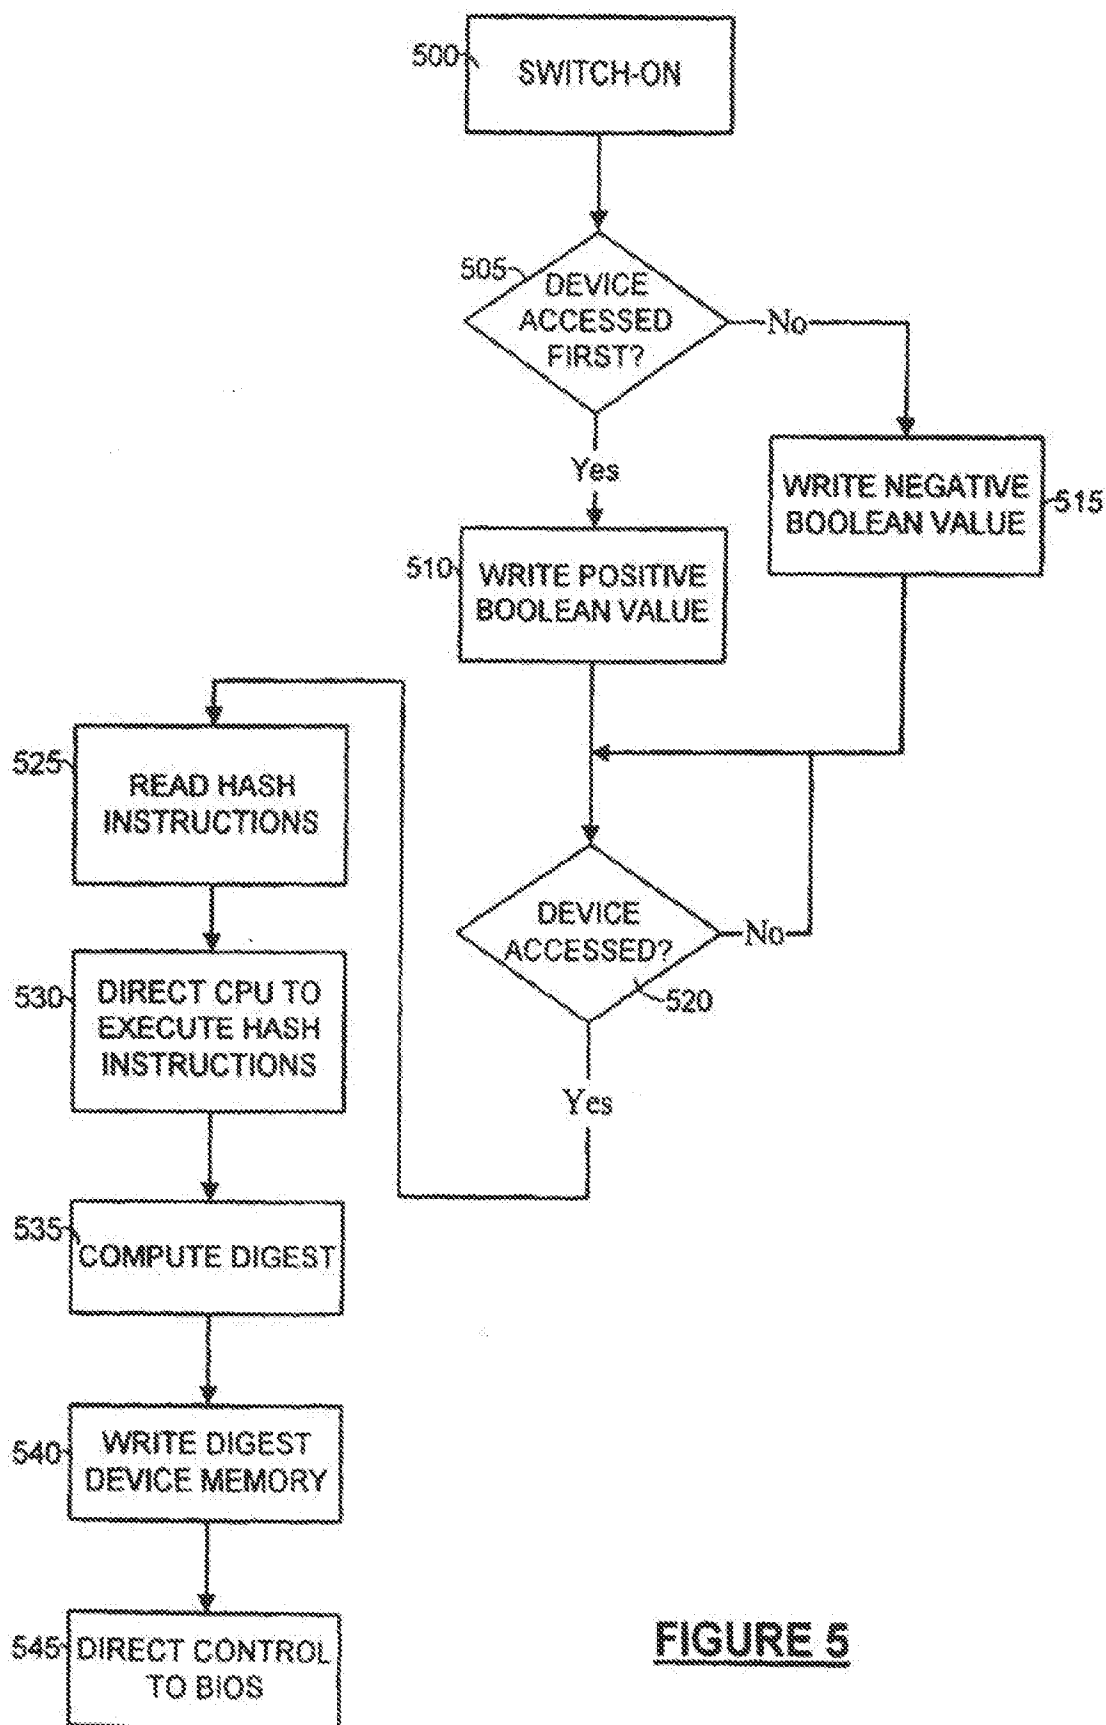 500
SWITCH-ON
505
DEVICE
ACCESSED
FIRST?
No
Yes
WRITE NEGATIVE
BOOLEAN VALUE
515
510
WRITE POSITIVE
BOOLEAN VALUE
525
READ HASH
INSTRUCTIONS
DEVICE
ACCESSED?
No
520
530
DIRECT CPU TO
EXECUTE HASH
INSTRUCTIONS
Yes
535
COMPUTE DIGEST
540
WRITE DIGEST
DEVICE MEMORY
545
DIRECT CONTROL
TO BIOS
FIGURE 5